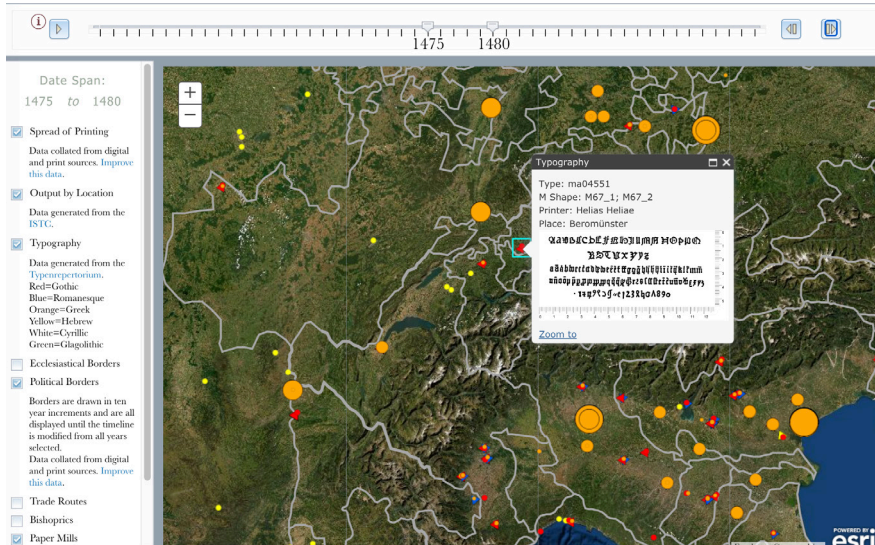 1475
1480
Date Span:
1475 to 1480
Spread of Printing
Data collated from digital
and print sources. Improve
this data.
Output by Location
Data generated from the
ISTC.
Typography
Data generated from the
Typenrepertorium.
Red=Gothic
Blue=Romanesque
Orange=Greek
Yellow=Hebrew
White=Cyrillic
Green=Glagolithic
Ecclesiastical Borders
Political Borders
Borders are drawn in ten
year increments and are all
displayed until the timeline
is modified from all years
selected.
Data collated from digital
and print sources. Improve
this data.
Trade Routes
Bishoprics
Paper Mills
Typography
Type: ma04551
M Shape: M67_1; M67_2
Printer: Helias Heliae
Place: Beromünster
Zoom to
POWERED BY
esri